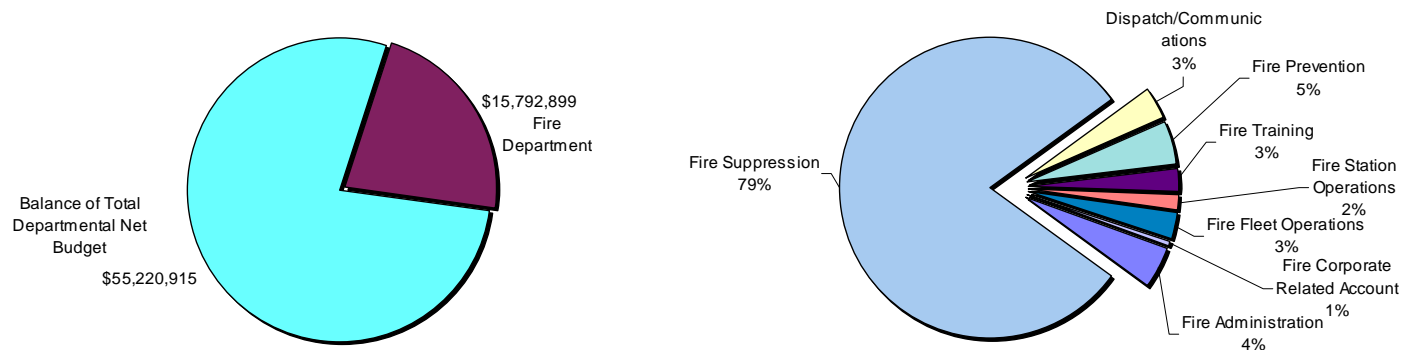 $15,792,899
Fire
Department
Balance of Total
Departmental Net
Budget
$55,220,915
Dispatch/Communic
ations
3%
Fire Prevention
5%
Fire Training
3%
Fire Station
Operations
2%
Fire Fleet Operations
3%
Fire Corporate
Related Account
1%
Fire Administration
4%
Fire Suppression
79%